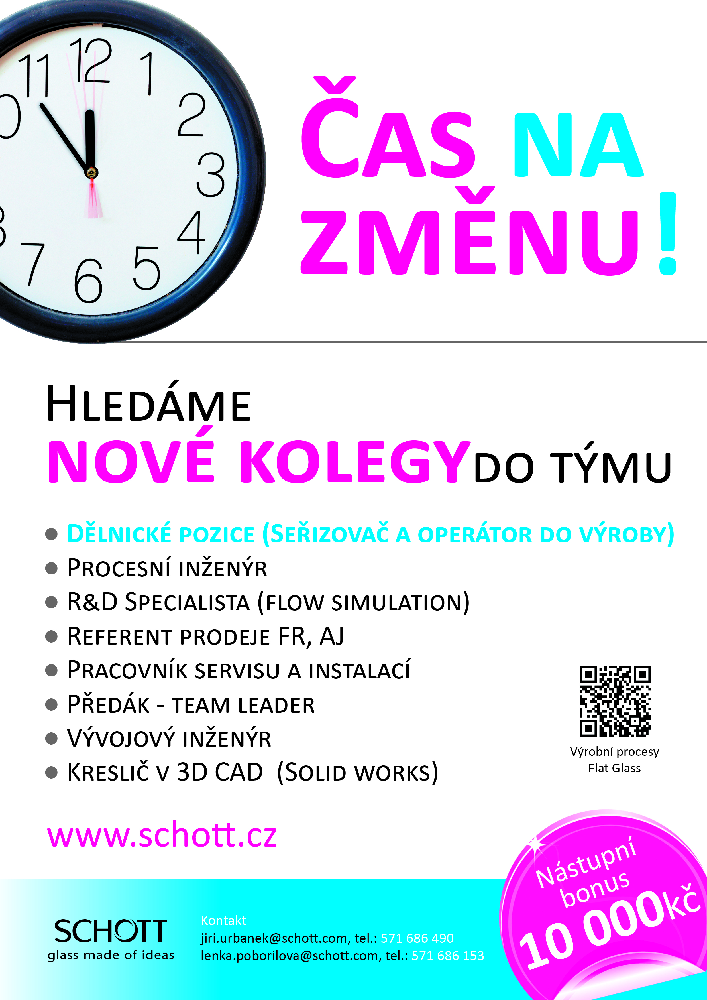 12
11
1
2
3
4
5
6
7
Čas na
změnu!
Hledáme
nové kolegy do týmu
Dělnické pozice (Seřizovač a operátor do výroby)
Procesní inženýr
R&D Specialista (flow simulation)
Referent prodeje FR, AJ
Pracovník servisu a instalací
Předák - team leader
Vývojový inženýr
Kreslič v 3D CAD (Solid works)
Výrobní procesy
Flat Glass
www.schott.cz
Nástupní
bonus
10 000kč
SCHOTT
glass made of ideas
Kontakt
jiri.urbanek@schott.com, tel.: 571 686 490
lenka.poborilova@schott.com, tel.: 571 686 153